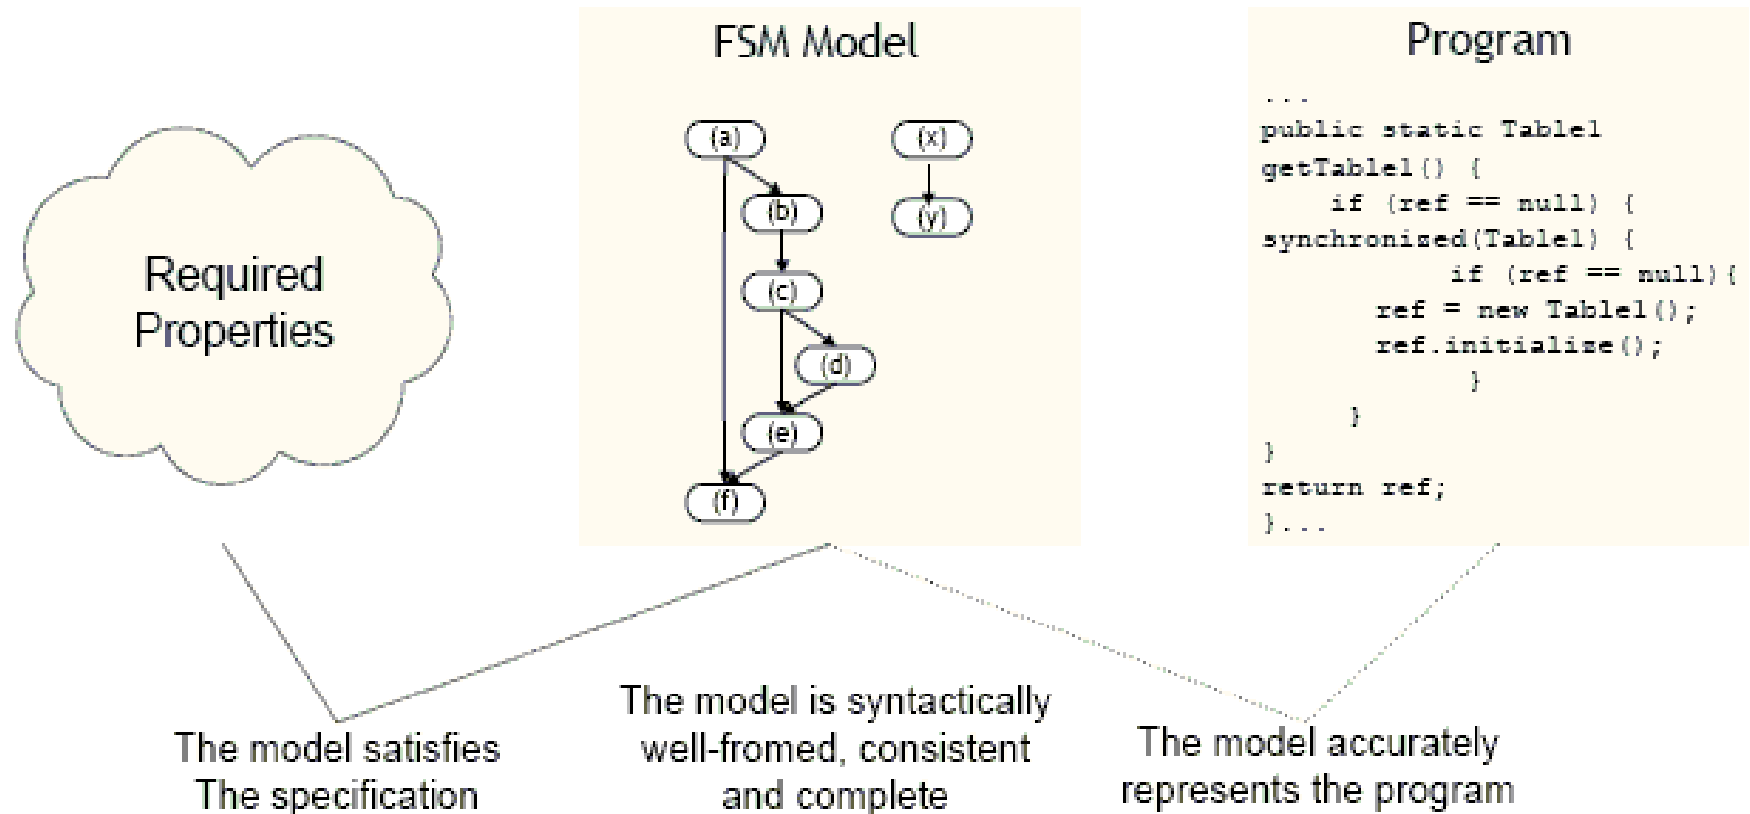 Required
Properties
FSM Model
(a)
(x)
(b)
(y)
(c)
(d)
(e)
(f)
Program
...
public static Table1
getTable1() {
if (ref == null) {
synchronized(Table1) {
if (ref == null){
ref = new Table1();
ref.initialize();
}
}
}
return ref;
}...
The model satisfies
The specification
The model is syntactically
well-fromed, consistent
and complete
The model accurately
represents the program